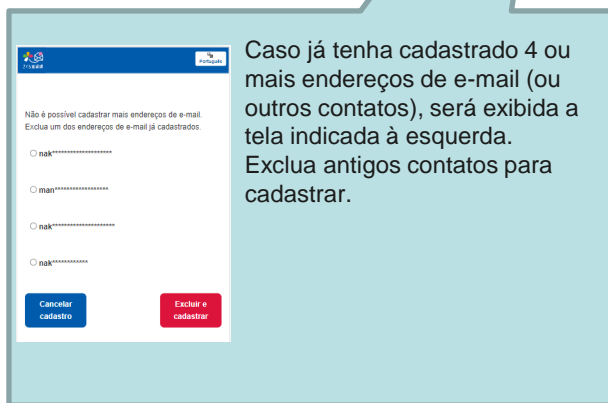 Português
Não é possível cadastrar mais endereços de e-mail.
Exclua um dos endereços de e-mail já cadastrados.
nak********************
man******************
nak*********************
nak************
Cancelar
cadastro
Excluir e
cadastrar
Caso já tenha cadastrado 4 ou
mais endereços de e-mail (ou
outros contatos), será exibida a
tela indicada à esquerda.
Exclua antigos contatos para
cadastrar.